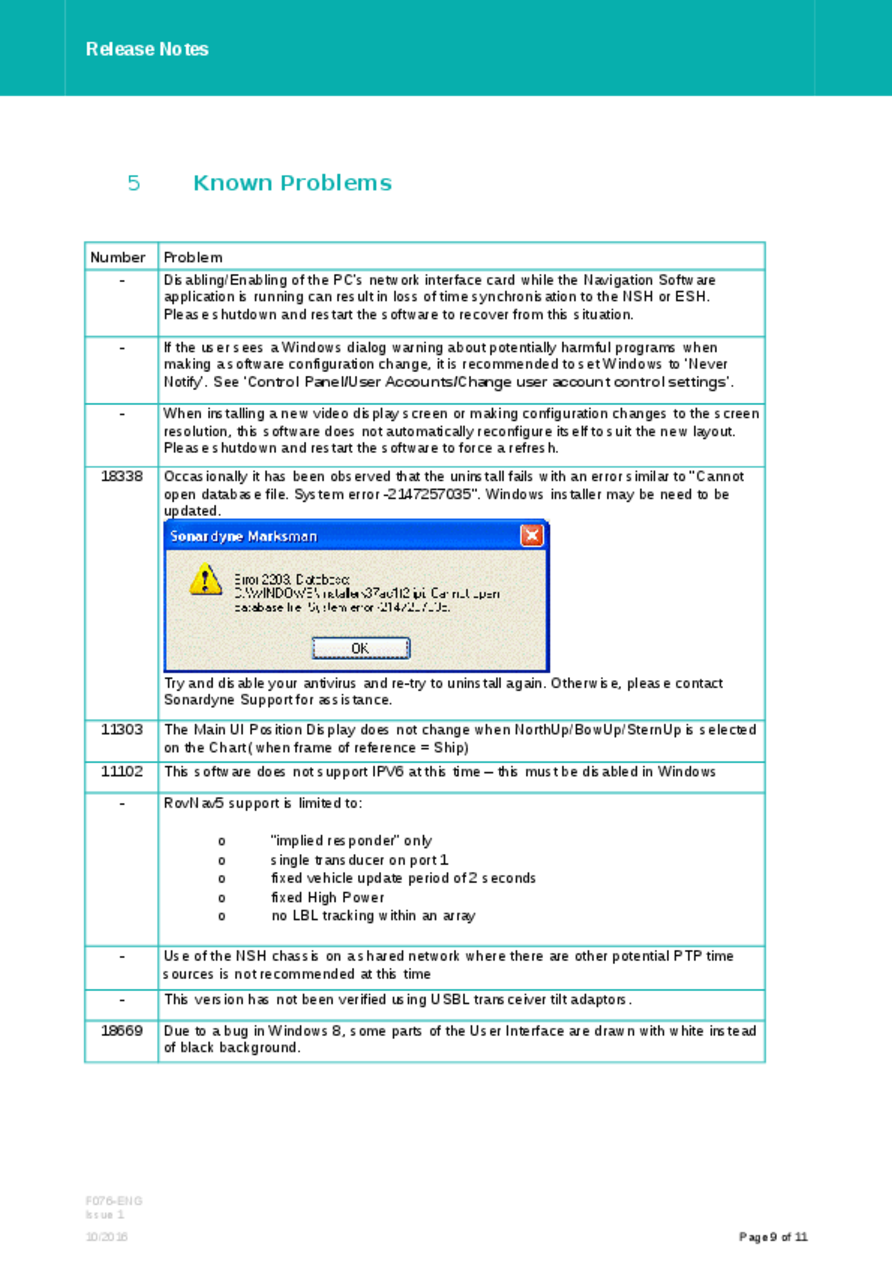 Release Notes
5 Known Problems
Number Problem
- Disabling/Enabling of the PC's network interface card while the Navigation Software
application is running can result in loss of time synchronisation to the NSH or ESH.
Please shutdown and restart the software to recover from this situation.
- If the user sees a Windows dialog warning about potentially harmful programs when
making a software configuration change, it is recommended to set Windows to 'Never
Notify'. See 'Control Panel/User Accounts/Change user account control settings'.
- When installing a new video display screen or making configuration changes to the screen
resolution, this software does not automatically reconfigure itself to suit the new layout.
Please shutdown and restart the software to force a refresh.
18338 Occasionally it has been observed that the uninstall fails with an error similar to "Cannot
open database file. System error -2147257035". Windows installer may be need to be
updated.
Sonardyne Marksman
Error 2203. Database:
Cannot open
database file. System error
OK
Try and disable your antivirus and re-try to uninstall again. Otherwise, please contact
Sonardyne Support for assistance.
11303 The Main UI Position Display does not change when NorthUp/BowUp/SternUp is selected
on the Chart( when frame of reference = Ship)
11102 This software does not support IPV6 at this time – this must be disabled in Windows
- RovNav5 support is limited to:
o "implied responder" only
o single transducer on port 1
o fixed vehicle update period of 2 seconds
o fixed High Power
o no LBL tracking within an array
- Use of the NSH chassis on a shared network where there are other potential PTP time
sources is not recommended at this time
- This version has not been verified using USBL transceiver tilt adaptors.
18669 Due to a bug in Windows 8, some parts of the User Interface are drawn with white instead
of black background.
F076-ENG
Issue 1
10/2016 Page 9 of 11